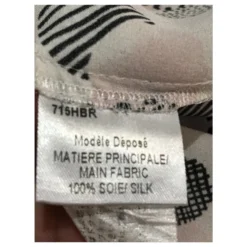 715HBR
Modèle Déposé
MATIERE PRINCIPALE/
MAIN FABRIC
100% SOIE/ SILK